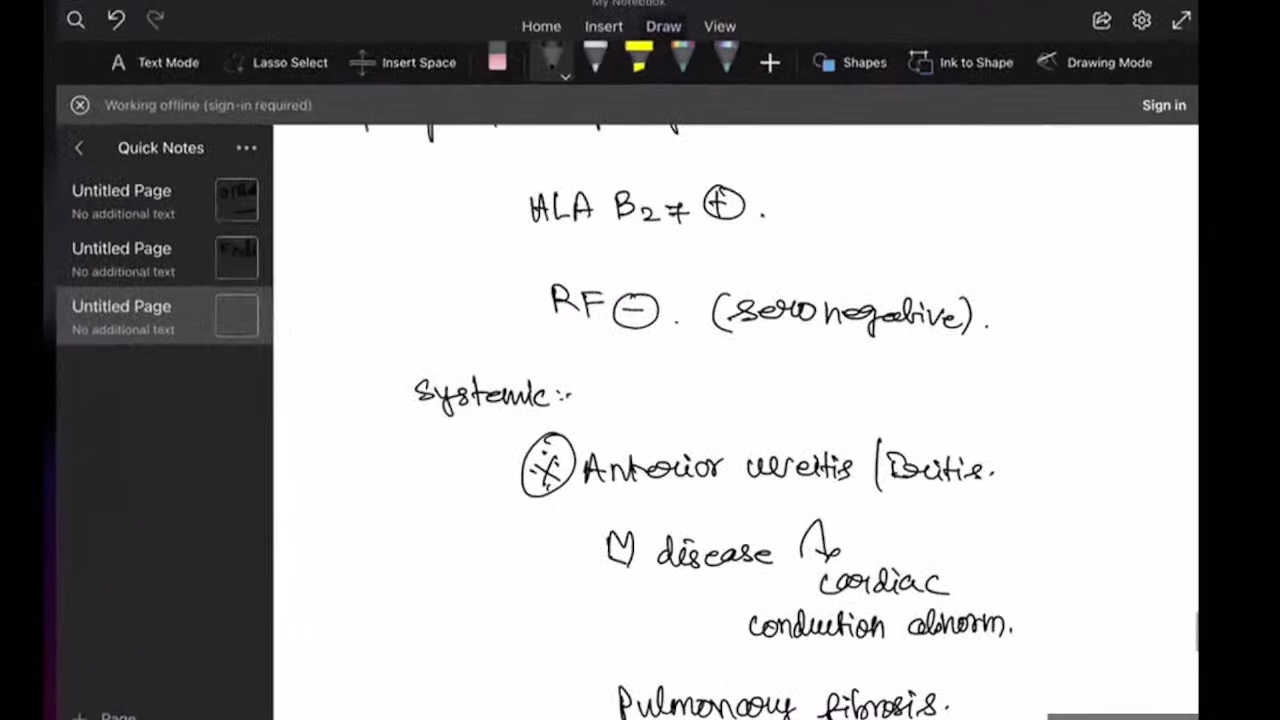 My Notebook
Home Insert Draw View
Text Mode Lasso Select Insert Space Shapes Ink to Shape Drawing Mode
Working offline (sign-in required) Sign in
Quick Notes
Untitled Page
No additional text
Untitled Page
No additional text
Untitled Page
No additional text
Page
HLA B27 (+).
RF (−). (seronegative).
Systemic:-
Anterior uveitis / Iritis.
disease
cardiac
conduction abnorm.
Pulmonary fibrosis.